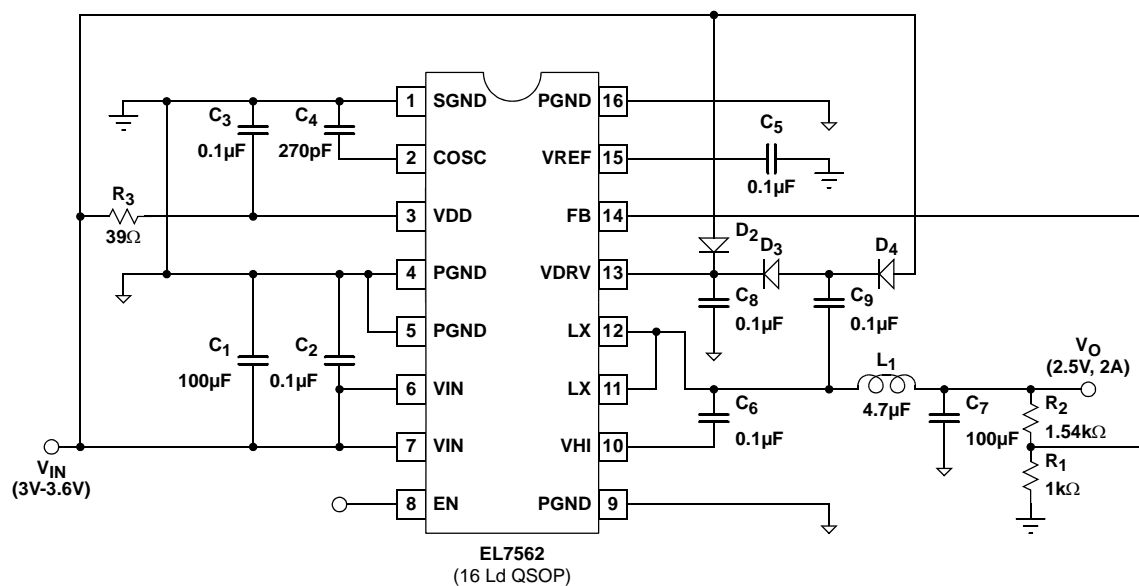 C3
0.1µF
C4
270pF
R3
39Ω
C1
100µF
C2
0.1µF
VIN
(3V-3.6V)
1 SGND
2 COSC
3 VDD
4 PGND
5 PGND
6 VIN
7 VIN
8 EN
PGND 16
VREF 15
FB 14
VDRV 13
LX 12
LX 11
VHI 10
PGND 9
C5
0.1µF
D2
D3
D4
C8
0.1µF
C9
0.1µF
C6
0.1µF
L1
4.7µF
C7
100µF
VO
(2.5V, 2A)
R2
1.54kΩ
R1
1kΩ
EL7562
(16 Ld QSOP)